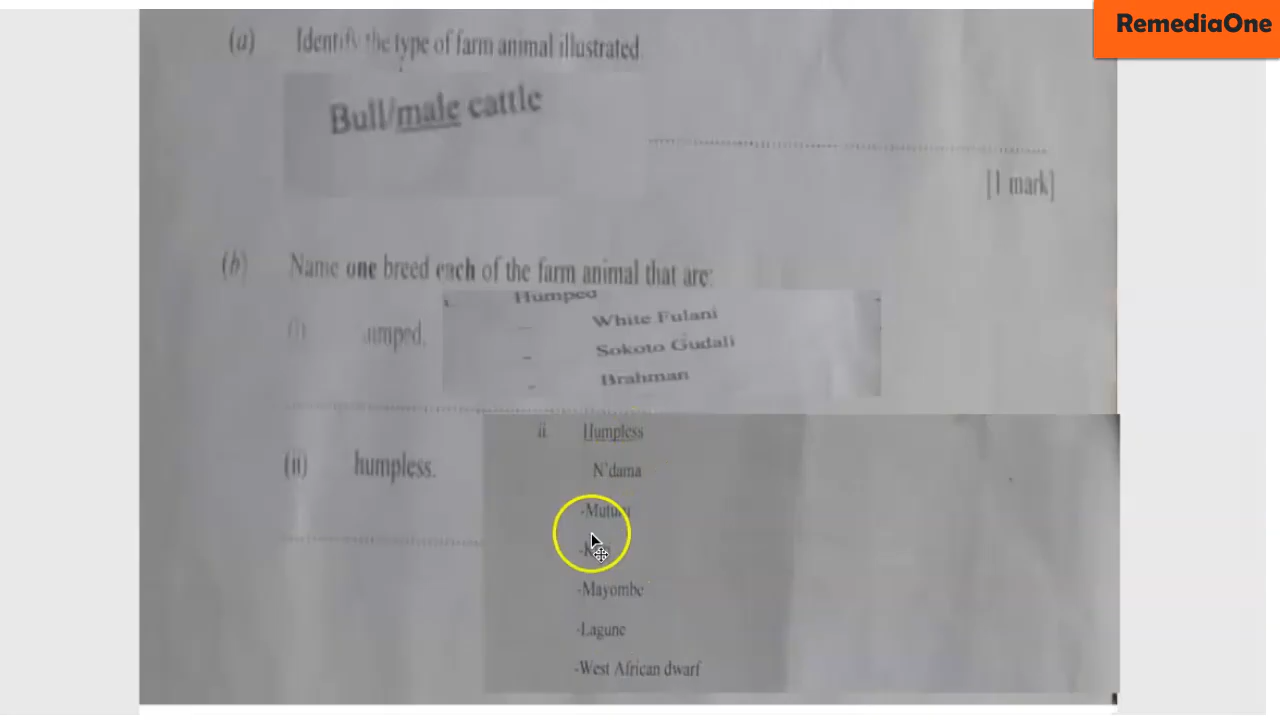 RemediaOne
(a) Identify the type of farm animal illustrated
Bull/male cattle
[1 mark]
(b) Name one breed each of the farm animal that are:
(i) umped.
i. Humped
- White Fulani
- Sokoto Gudali
- Brahman
(ii) humpless.
ii. Humpless
N'dama
-Muturu
-Mayombe
-Lagune
-West African dwarf